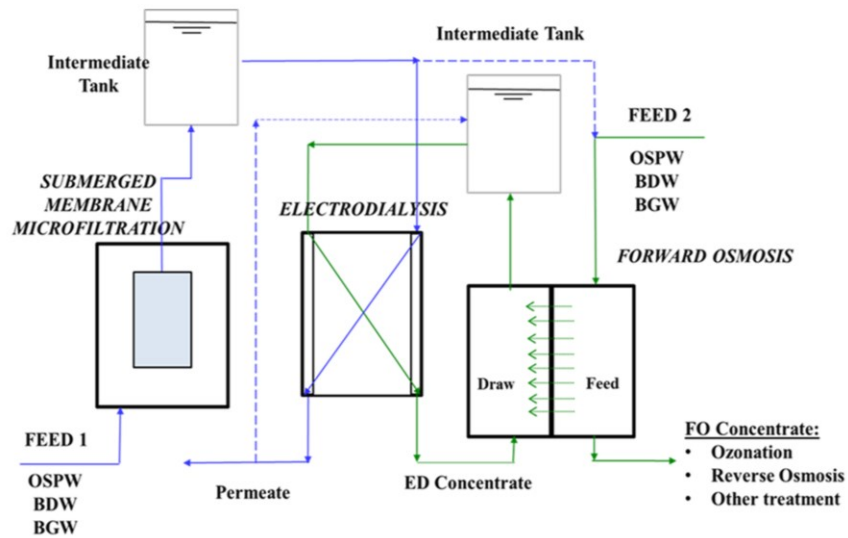 Intermediate Tank
Intermediate
Tank
FEED 2
OSPW
BDW
BGW
SUBMERGED
MEMBRANE
MICROFILTRATION
ELECTRODIALYSIS
FORWARD OSMOSIS
Draw
Feed
FEED 1
OSPW
BDW
BGW
Permeate
ED Concentrate
FO Concentrate:
• Ozonation
• Reverse Osmosis
• Other treatment